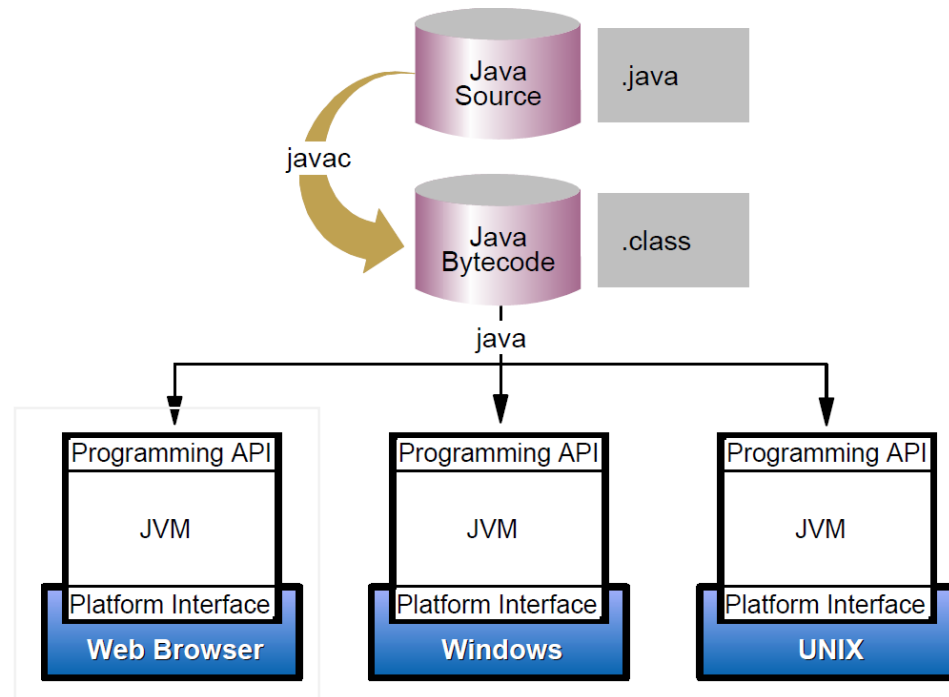 Java
Source
.java
javac
Java
Bytecode
.class
java
Programming API
JVM
Platform Interface
Web Browser
Programming API
JVM
Platform Interface
Windows
Programming API
JVM
Platform Interface
UNIX